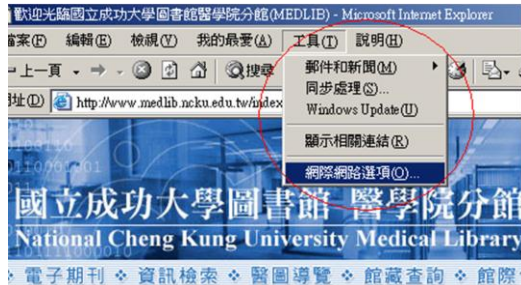 歡迎光臨國立成功大學圖書館醫學院分館(MEDLIB) - Microsoft Internet Explorer
檔案(F) 編輯(E) 檢視(V) 我的最愛(A) 工具(T) 說明(H)
上一頁 搜尋
網址(D) http://www.medlib.ncku.edu.tw/index
郵件和新聞(M)
同步處理(S)...
Windows Update(U)
顯示相關連結(R)
網際網路選項(O)...
國立成功大學圖書館 醫學院分館
National Cheng Kung University Medical Library
電子期刊 資訊檢索 醫圖導覽 館藏查詢 館際